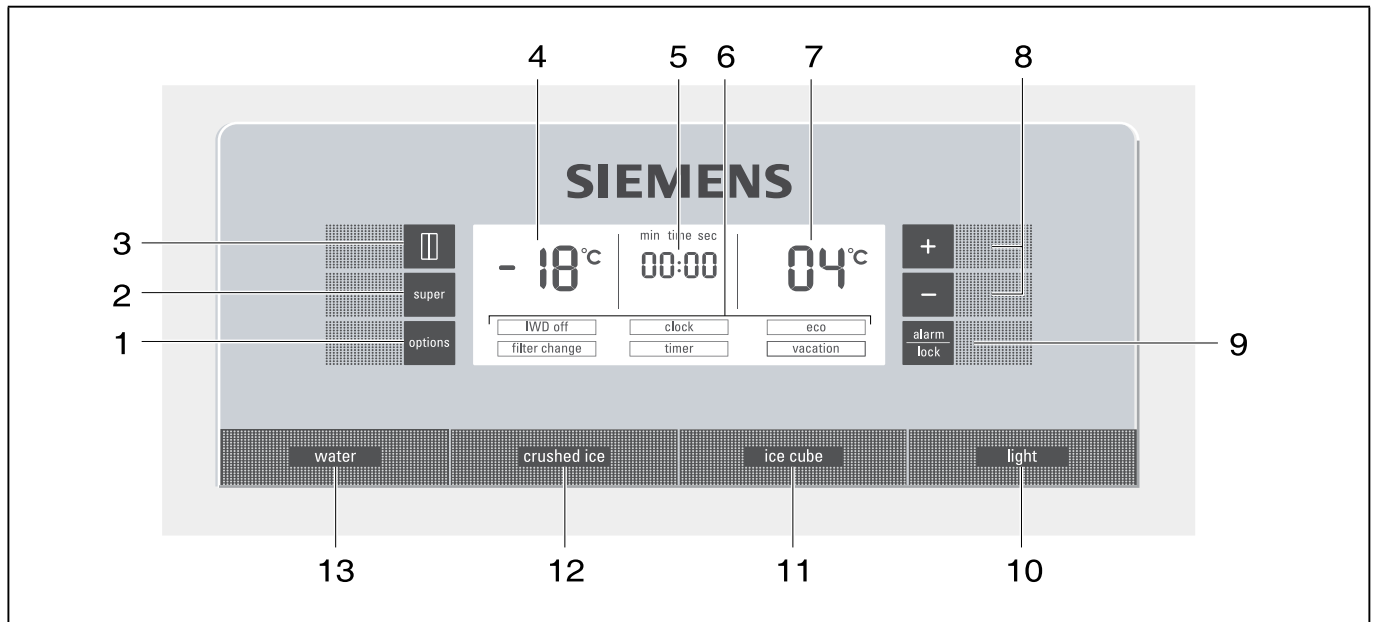 4 5 6 7 8
SIEMENS
3
min time sec
+
-18°C
00:00
04°C
2
super
−
IWD off
clock
eco
1
options
filter change
timer
vacation
alarm
lock
9
water
crushed ice
ice cube
light
13 12 11 10